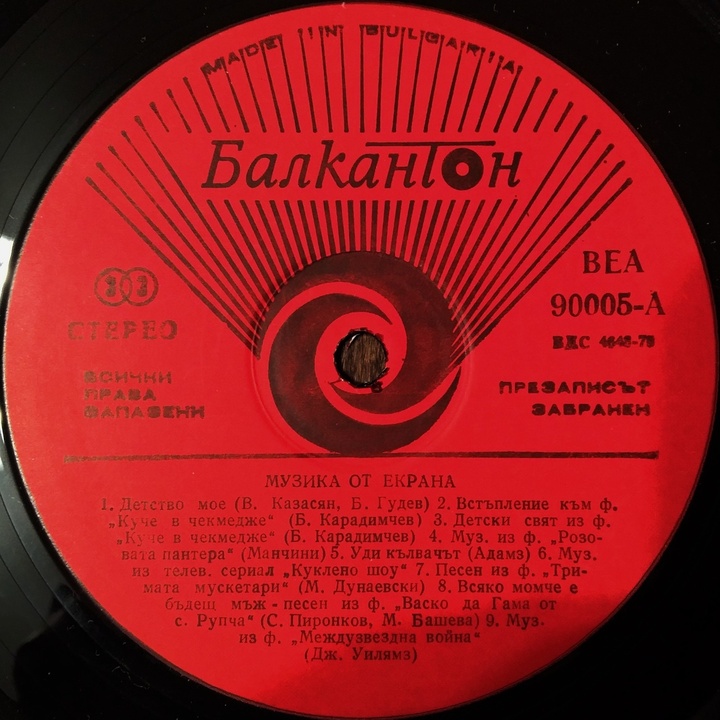 MADE IN BULGARIA
Балкантон
33
СТЕРЕО
ВСИЧКИ
ПРАВА
ЗАПАЗЕНИ
ВЕА
90005-А
ВДС 4648-78
ПРЕЗАПИСЪТ
ЗАБРАНЕН
МУЗИКА ОТ ЕКРАНА
1. Детство мое (В. Казасян, Б. Гудев) 2. Встъпление към ф.
„Куче в чекмедже“ (Б. Карадимчев) 3. Детски свят из ф.
„Куче в чекмедже“ (Б. Карадимчев) 4. Муз. из ф. „Розо-
вата пантера“ (Манчини) 5. Уди кълвачът (Адамз) 6. Муз.
из телев. сериал „Куклено шоу“ 7. Песен из ф. „Три-
мата мускетари“ (М. Дунаевски) 8. Всяко момче е
бъдещ мъж - песен из ф. „Васко да Гама от
с. Рупча“ (С. Пиронков, М. Башева) 9. Муз.
из ф. „Междузвездна война“
(Дж. Уилямз)